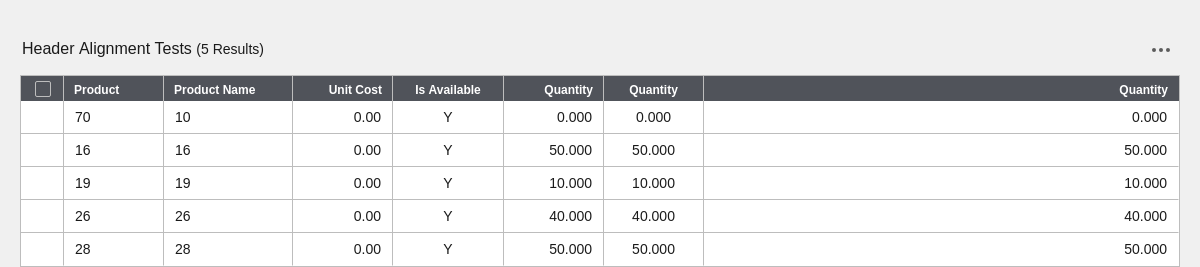 Header Alignment Tests (5 Results)
Product Product Name Unit Cost Is Available Quantity Quantity Quantity
70 10 0.00 Y 0.000 0.000 0.000
16 16 0.00 Y 50.000 50.000 50.000
19 19 0.00 Y 10.000 10.000 10.000
26 26 0.00 Y 40.000 40.000 40.000
28 28 0.00 Y 50.000 50.000 50.000